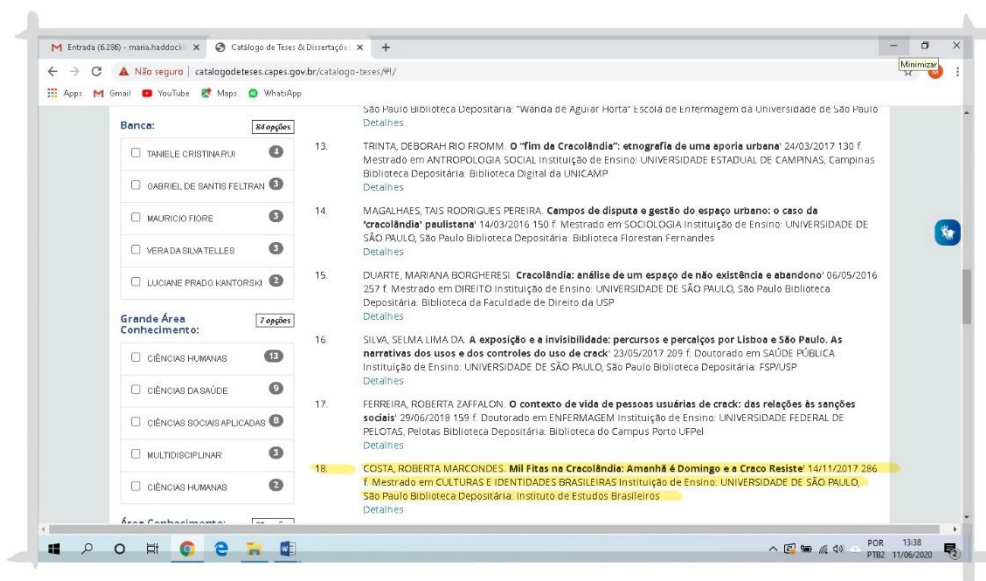 Entrada (6.286) - maria.haddockl
Catálogo de Teses & Dissertaçõe
Minimizar
Não seguro | catalogodeteses.capes.gov.br/catalogo-teses/#!/
Apps Gmail YouTube Maps WhatsApp
Banca: 84 opções
TANIELE CRISTINA RUI 4
GABRIEL DE SANTIS FELTRAN 3
MAURICIO FIORE 3
VERA DA SILVA TELLES 3
LUCIANE PRADO KANTORSKI 2
Grande Área
Conhecimento: 7 opções
CIÊNCIAS HUMANAS 13
CIÊNCIAS DA SAÚDE 9
CIÊNCIAS SOCIAIS APLICADAS 8
MULTIDISCIPLINAR 3
CIÊNCIAS HUMANAS 2
Área Conhecimento:
São Paulo Biblioteca Depositária: "Wanda de Aguiar Horta" Escola de Enfermagem da Universidade de São Paulo
Detalhes
13. TRINTA, DEBORAH RIO FROMM. O "fim da Cracolândia": etnografia de uma aporia urbana' 24/03/2017 130 f.
Mestrado em ANTROPOLOGIA SOCIAL Instituição de Ensino: UNIVERSIDADE ESTADUAL DE CAMPINAS, Campinas
Biblioteca Depositária: Biblioteca Digital da UNICAMP
Detalhes
14. MAGALHAES, TAIS RODRIGUES PEREIRA. Campos de disputa e gestão do espaço urbano: o caso da
'cracolândia' paulistana' 14/03/2016 150 f. Mestrado em SOCIOLOGIA Instituição de Ensino: UNIVERSIDADE DE
SÃO PAULO, São Paulo Biblioteca Depositária: Biblioteca Florestan Fernandes
Detalhes
15. DUARTE, MARIANA BORGHERESI. Cracolândia: análise de um espaço de não existência e abandono' 06/05/2016
257 f. Mestrado em DIREITO Instituição de Ensino: UNIVERSIDADE DE SÃO PAULO, São Paulo Biblioteca
Depositária: Biblioteca da Faculdade de Direito da USP
Detalhes
16. SILVA, SELMA LIMA DA. A exposição e a invisibilidade: percursos e percalços por Lisboa e São Paulo. As
narrativas dos usos e dos controles do uso de crack' 23/05/2017 209 f. Doutorado em SAÚDE PÚBLICA
Instituição de Ensino: UNIVERSIDADE DE SÃO PAULO, São Paulo Biblioteca Depositária: FSP/USP
Detalhes
17. FERREIRA, ROBERTA ZAFFALON. O contexto de vida de pessoas usuárias de crack: das relações às sanções
sociais' 29/06/2018 159 f. Doutorado em ENFERMAGEM Instituição de Ensino: UNIVERSIDADE FEDERAL DE
PELOTAS, Pelotas Biblioteca Depositária: Biblioteca do Campus Porto UFPel
Detalhes
18. COSTA, ROBERTA MARCONDES. Mil Fitas na Cracolândia: Amanhã é Domingo e a Craco Resiste' 14/11/2017 286
f. Mestrado em CULTURAS E IDENTIDADES BRASILEIRAS Instituição de Ensino: UNIVERSIDADE DE SÃO PAULO,
São Paulo Biblioteca Depositária: Instituto de Estudos Brasileiros
Detalhes
POR 13:38
PTB2 11/06/2020